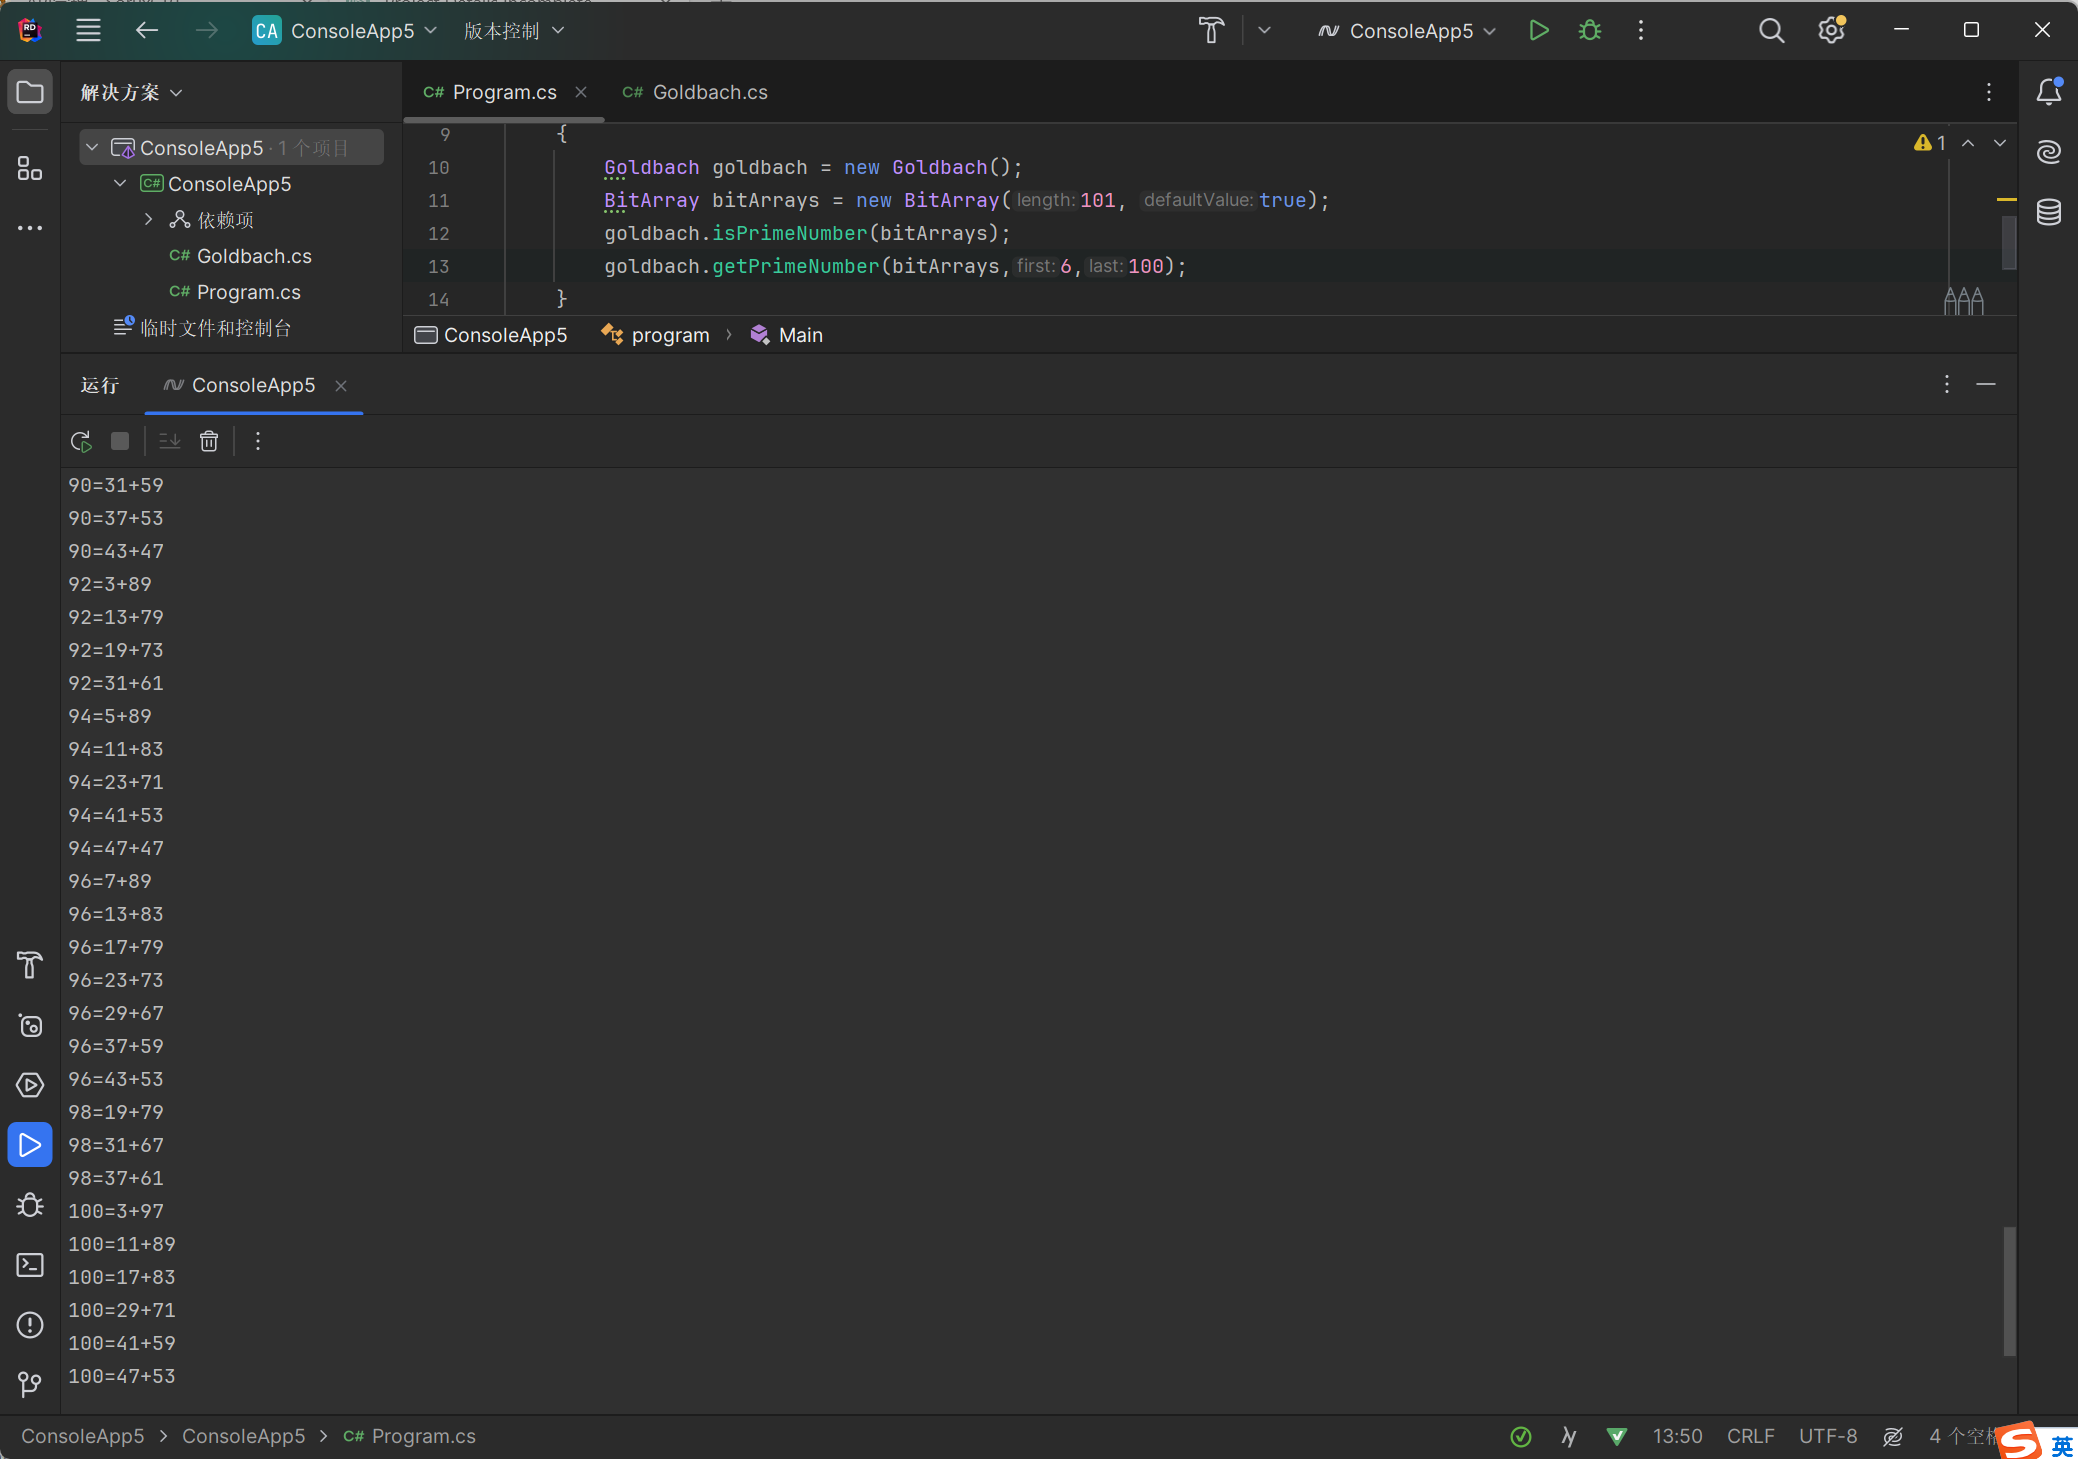 CA ConsoleApp5 版本控制 ConsoleApp5
解决方案
ConsoleApp5 · 1 个项目
C# ConsoleApp5
依赖项
C# Goldbach.cs
C# Program.cs
临时文件和控制台
C# Program.cs C# Goldbach.cs
1
9 {
10 Goldbach goldbach = new Goldbach();
11 BitArray bitArrays = new BitArray( length: 101, defaultValue: true);
12 goldbach.isPrimeNumber(bitArrays);
13 goldbach.getPrimeNumber(bitArrays, first: 6, last: 100);
14 }
ConsoleApp5 program › Main
运行 ConsoleApp5
90=31+59
90=37+53
90=43+47
92=3+89
92=13+79
92=19+73
92=31+61
94=5+89
94=11+83
94=23+71
94=41+53
94=47+47
96=7+89
96=13+83
96=17+79
96=23+73
96=29+67
96=37+59
96=43+53
98=19+79
98=31+67
98=37+61
100=3+97
100=11+89
100=17+83
100=29+71
100=41+59
100=47+53
ConsoleApp5 › ConsoleApp5 › C# Program.cs
13:50 CRLF UTF-8 4 个空
英